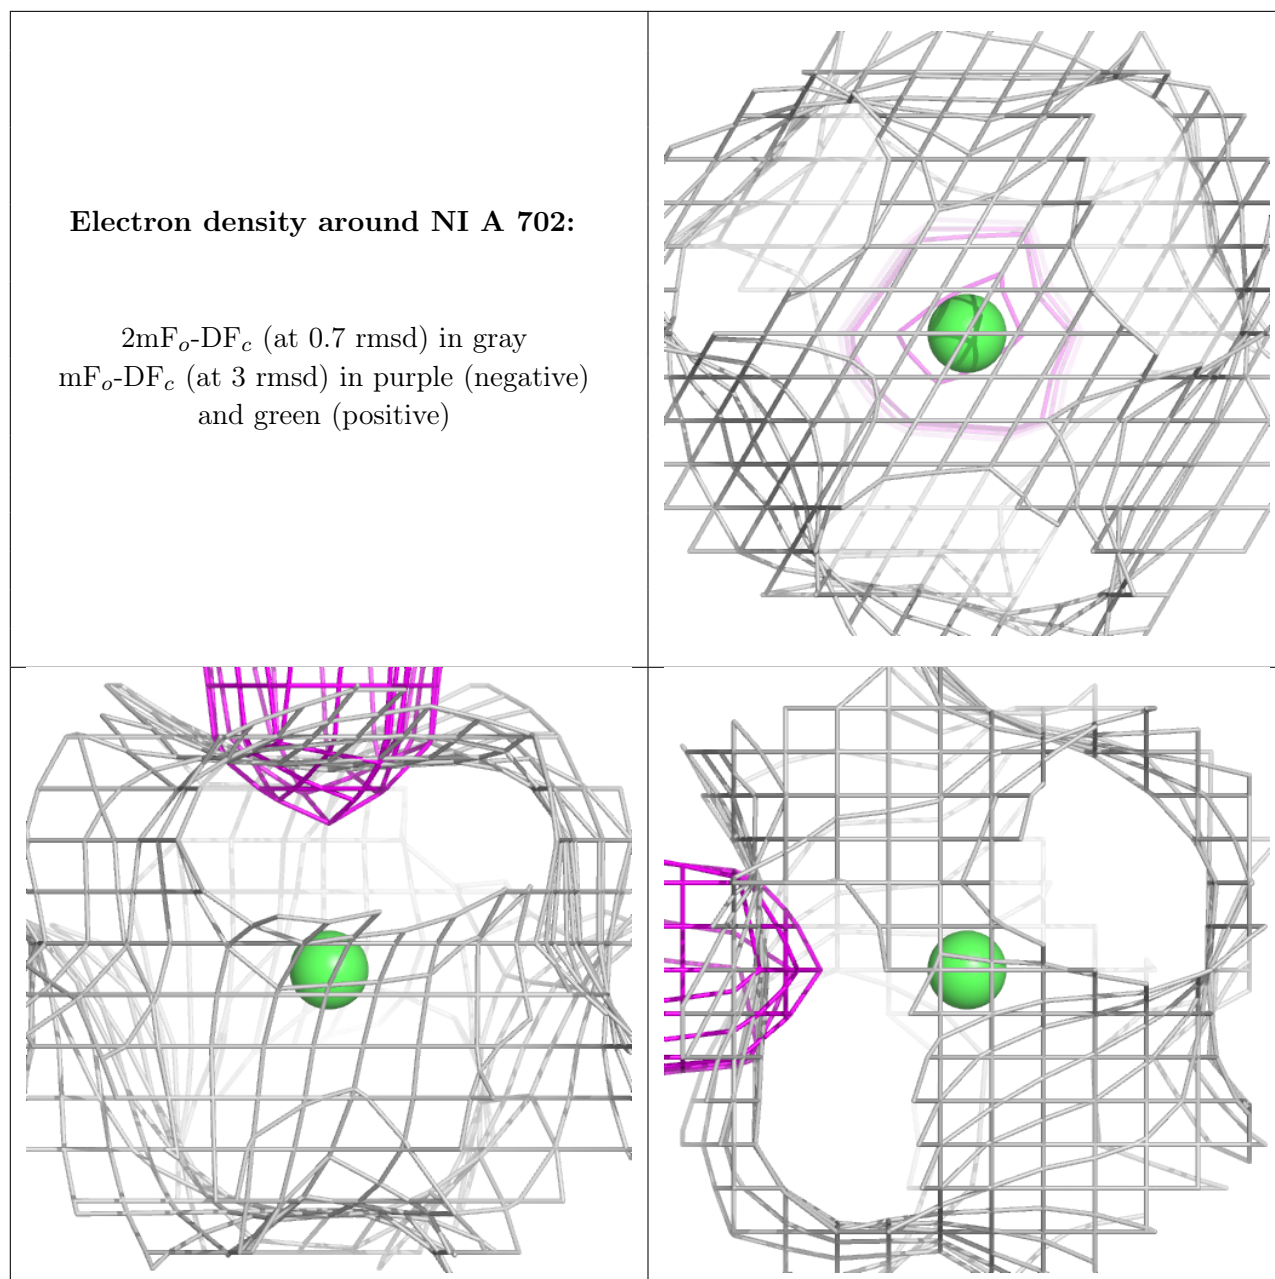 Electron density around NI A 702:
2mFo-DFc (at 0.7 rmsd) in gray
mFo-DFc (at 3 rmsd) in purple (negative)
and green (positive)